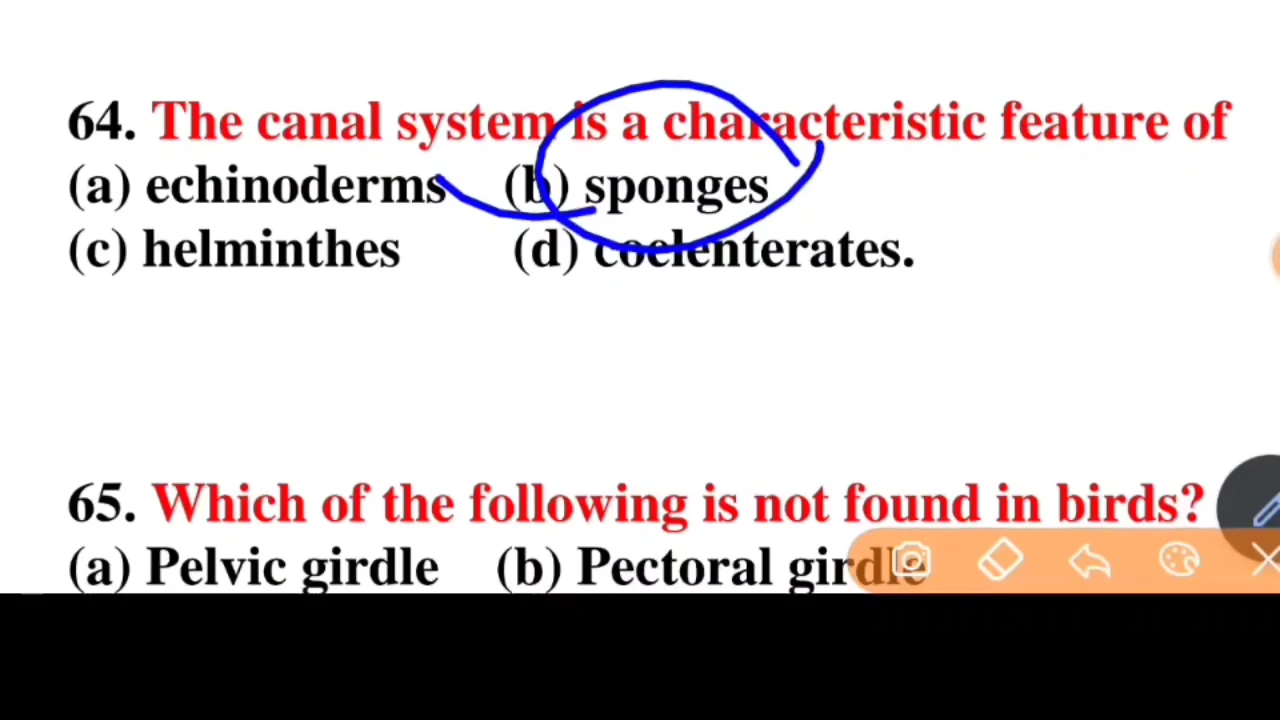 64. The canal system is a characteristic feature of
(a) echinoderms (b) sponges
(c) helminthes (d) coelenterates.
65. Which of the following is not found in birds?
(a) Pelvic girdle (b) Pectoral girdle